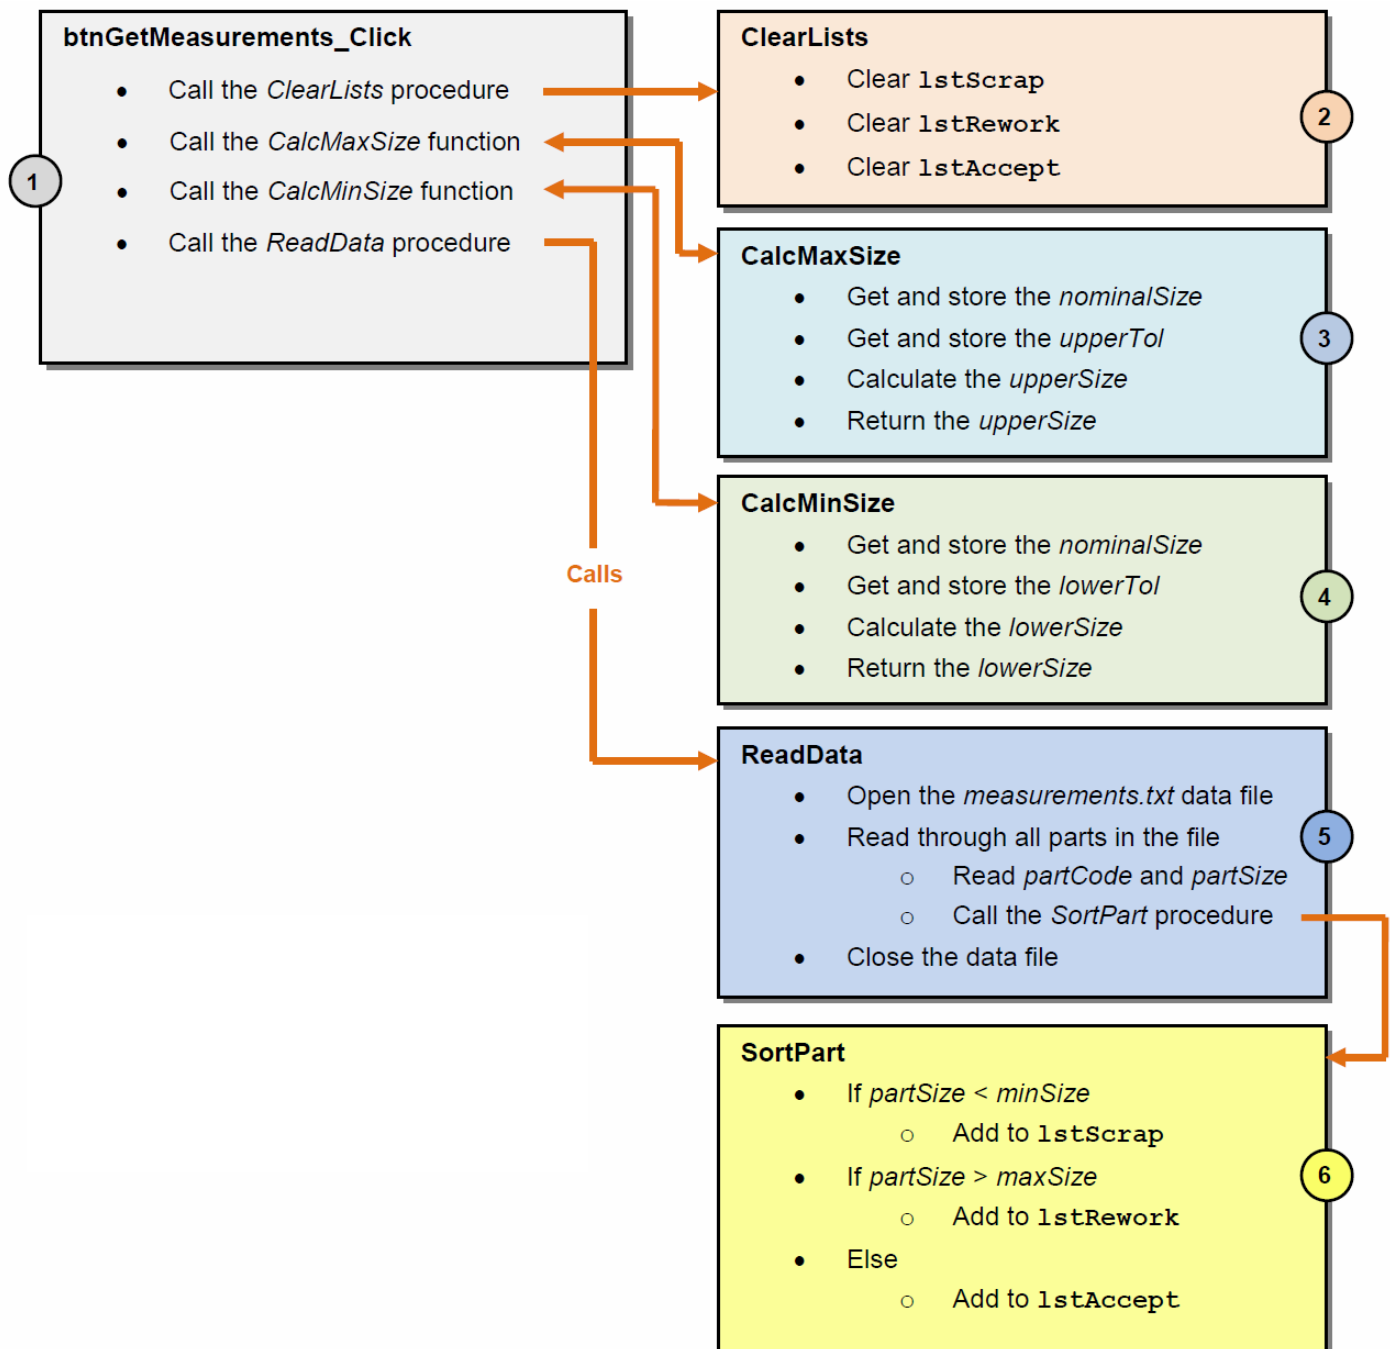 btnGetMeasurements_Click
• Call the ClearLists procedure
• Call the CalcMaxSize function
• Call the CalcMinSize function
• Call the ReadData procedure
1
ClearLists
• Clear lstScrap
• Clear lstRework
• Clear lstAccept
2
CalcMaxSize
• Get and store the nominalSize
• Get and store the upperTol
• Calculate the upperSize
• Return the upperSize
3
CalcMinSize
• Get and store the nominalSize
• Get and store the lowerTol
• Calculate the lowerSize
• Return the lowerSize
4
Calls
ReadData
• Open the measurements.txt data file
• Read through all parts in the file
○ Read partCode and partSize
○ Call the SortPart procedure
• Close the data file
5
SortPart
• If partSize < minSize
○ Add to lstScrap
• If partSize > maxSize
○ Add to lstRework
• Else
○ Add to lstAccept
6